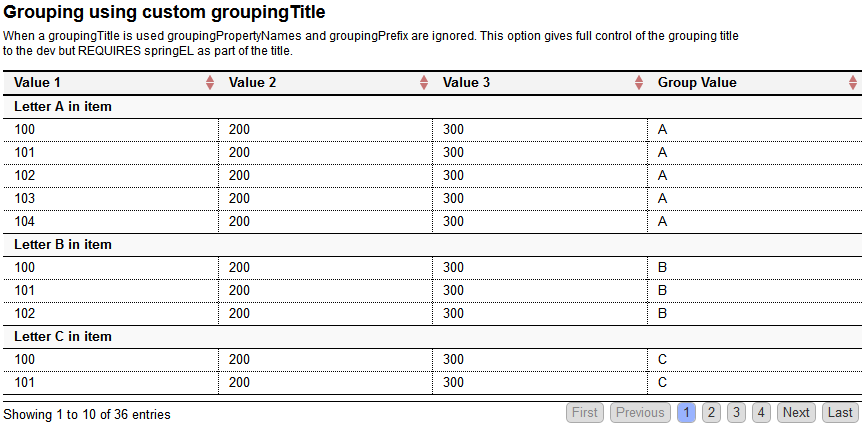 Grouping using custom groupingTitle
When a groupingTitle is used groupingPropertyNames and groupingPrefix are ignored. This option gives full control of the grouping title
to the dev but REQUIRES springEL as part of the title.
Value 1 Value 2 Value 3 Group Value
Letter A in item
100 200 300 A
101 200 300 A
102 200 300 A
103 200 300 A
104 200 300 A
Letter B in item
100 200 300 B
101 200 300 B
102 200 300 B
Letter C in item
100 200 300 C
101 200 300 C
Showing 1 to 10 of 36 entries First Previous 1 2 3 4 Next Last